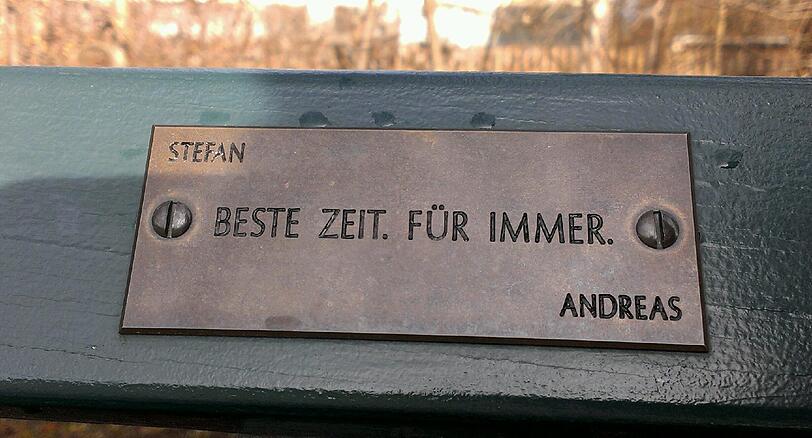 STEFAN
BESTE ZEIT. FÜR IMMER.
ANDREAS